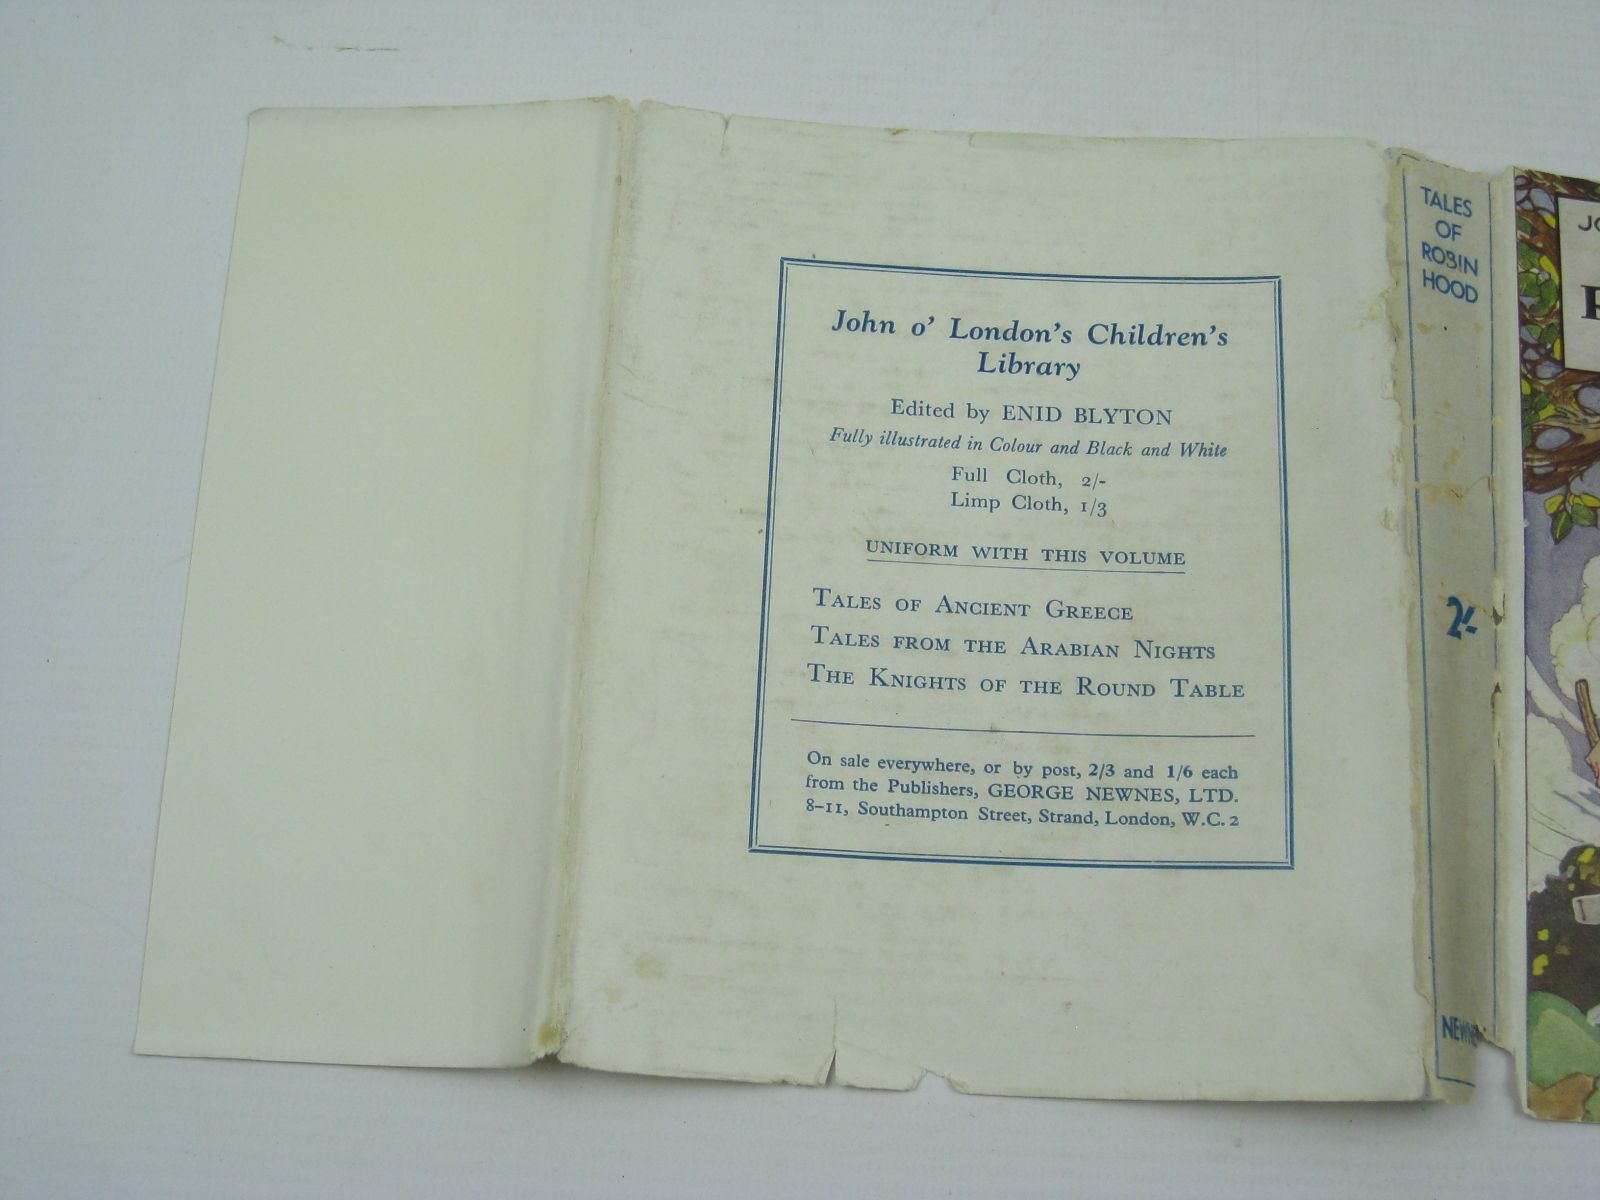 John o' London's Children's
Library
Edited by ENID BLYTON
Fully illustrated in Colour and Black and White
Full Cloth, 2/-
Limp Cloth, 1/3
UNIFORM WITH THIS VOLUME
TALES OF ANCIENT GREECE
TALES FROM THE ARABIAN NIGHTS
THE KNIGHTS OF THE ROUND TABLE
On sale everywhere, or by post, 2/3 and 1/6 each
from the Publishers, GEORGE NEWNES, LTD.
8-11, Southampton Street, Strand, London, W.C.2
TALES
OF
ROBIN
HOOD
2/-
NEWNE
JO